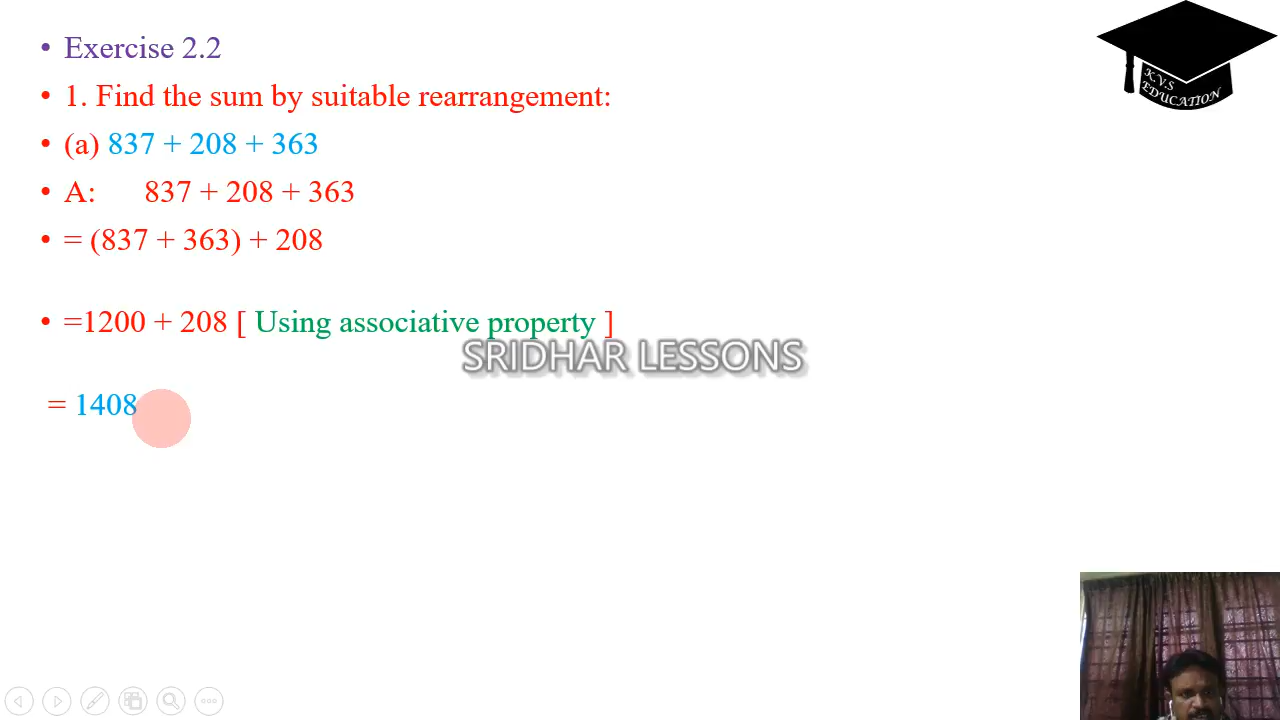 • Exercise 2.2
• 1. Find the sum by suitable rearrangement:
• (a) 837 + 208 + 363
• A: 837 + 208 + 363
• = (837 + 363) + 208
• =1200 + 208 [ Using associative property ]
SRIDHAR LESSONS
= 1408
K.V.S
EDUCATION